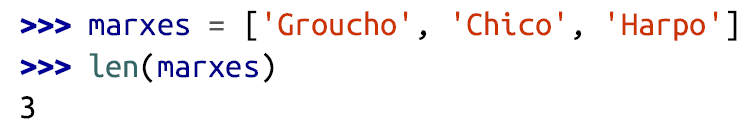 >>> marxes = ['Groucho', 'Chico', 'Harpo']
>>> len(marxes)
3